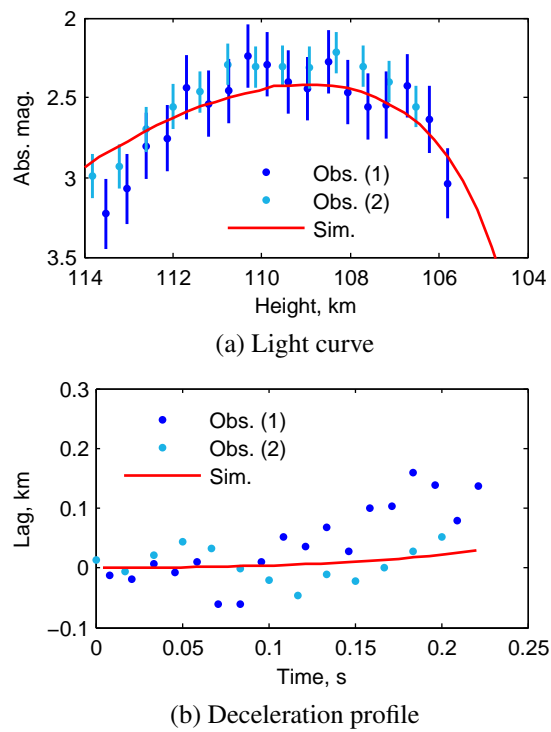 2
2.5
3
3.5
Abs. mag.
Obs. (1)
Obs. (2)
Sim.
114 112 110 108 106 104
Height, km
(a) Light curve
0.3
0.2
0.1
0
−0.1
Lag, km
Obs. (1)
Obs. (2)
Sim.
0 0.05 0.1 0.15 0.2 0.25
Time, s
(b) Deceleration profile